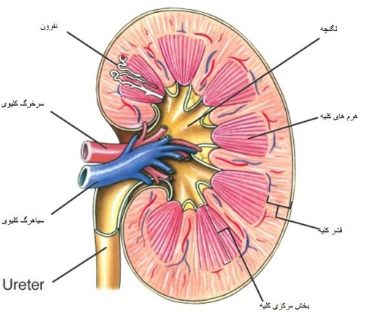 نفرون
لگنچه
سرخرگ کلیوی
هرم های کلیه
سیاهرگ کلیوی
قشر کلیه
Ureter
بخش مرکزی کلیه